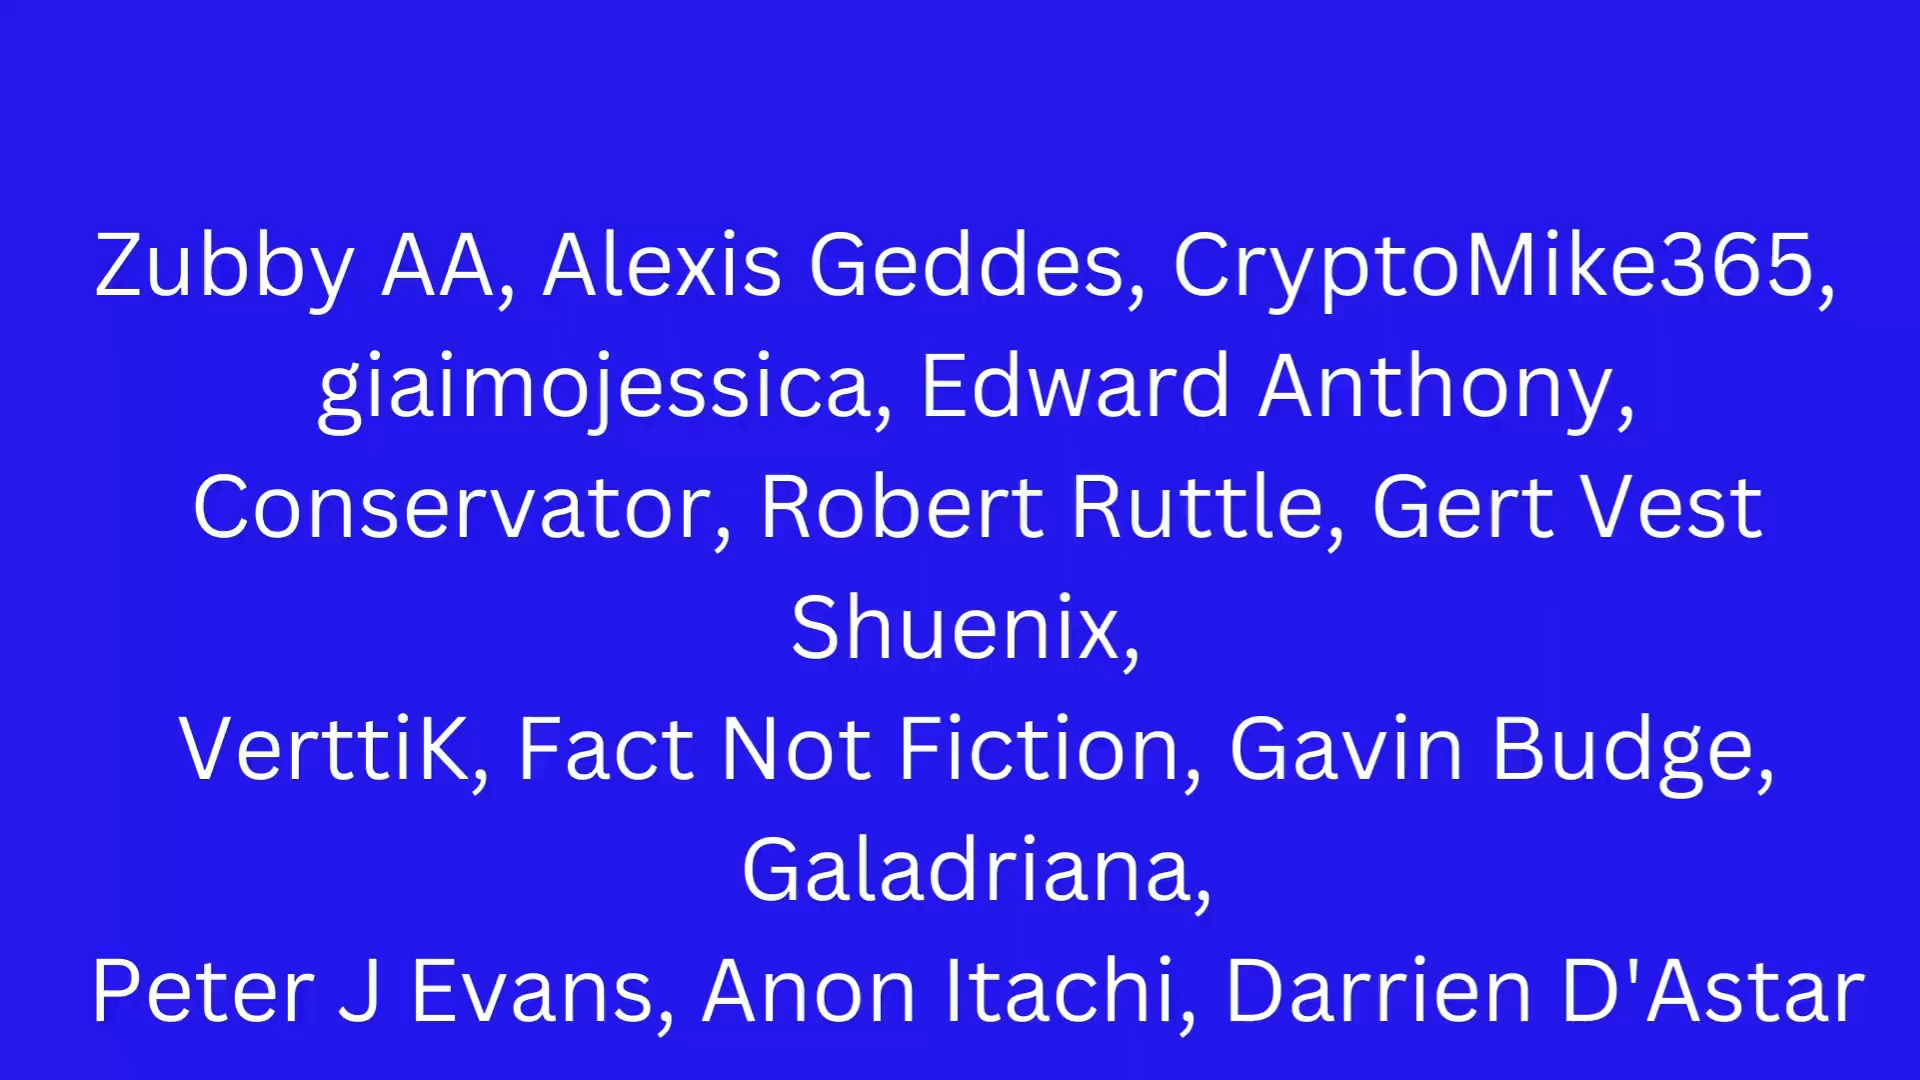 Zubby AA, Alexis Geddes, CryptoMike365,
giaimojessica, Edward Anthony,
Conservator, Robert Ruttle, Gert Vest
Shuenix,
VerttiK, Fact Not Fiction, Gavin Budge,
Galadriana,
Peter J Evans, Anon Itachi, Darrien D'Astar